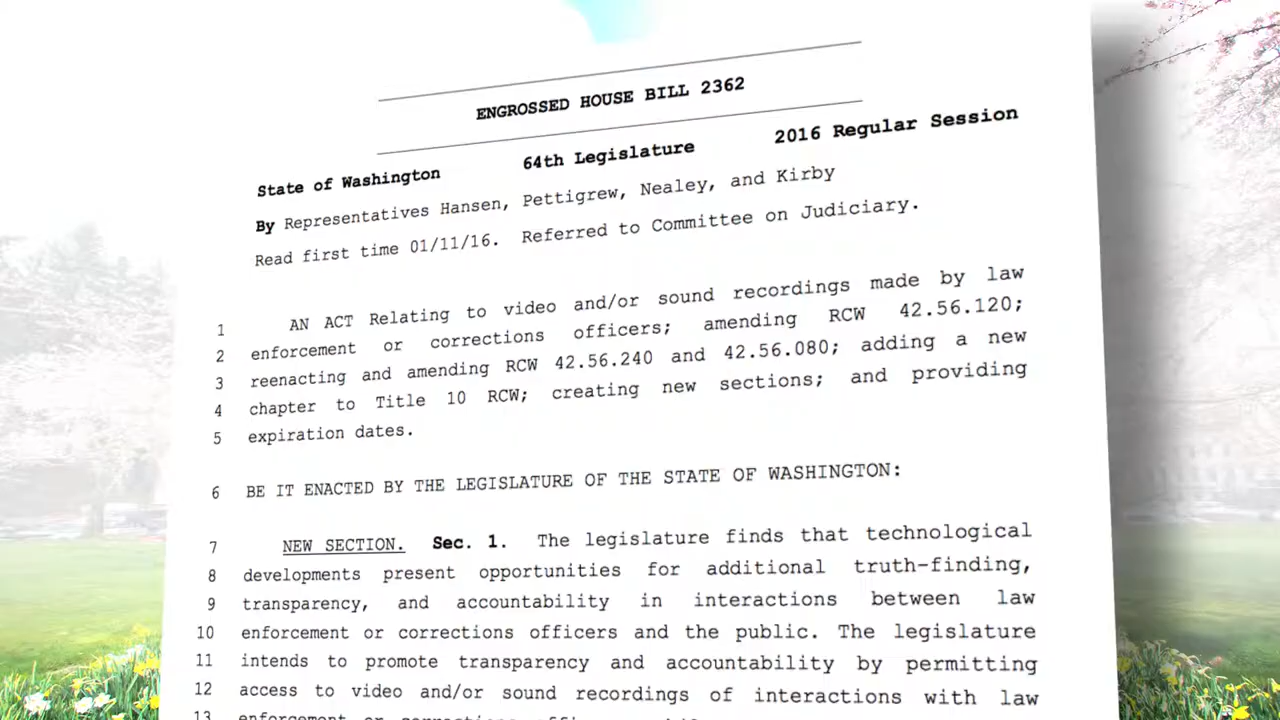 ENGROSSED HOUSE BILL 2362
State of Washington 64th Legislature 2016 Regular Session
By Representatives Hansen, Pettigrew, Nealey, and Kirby
Read first time 01/11/16. Referred to Committee on Judiciary.
1 AN ACT Relating to video and/or sound recordings made by law
2 enforcement or corrections officers; amending RCW 42.56.120;
3 reenacting and amending RCW 42.56.240 and 42.56.080; adding a new
4 chapter to Title 10 RCW; creating new sections; and providing
5 expiration dates.
6 BE IT ENACTED BY THE LEGISLATURE OF THE STATE OF WASHINGTON:
7 NEW SECTION. Sec. 1. The legislature finds that technological
8 developments present opportunities for additional truth-finding,
9 transparency, and accountability in interactions between law
10 enforcement or corrections officers and the public. The legislature
11 intends to promote transparency and accountability by permitting
12 access to video and/or sound recordings of interactions with law
13 enforcement or corrections